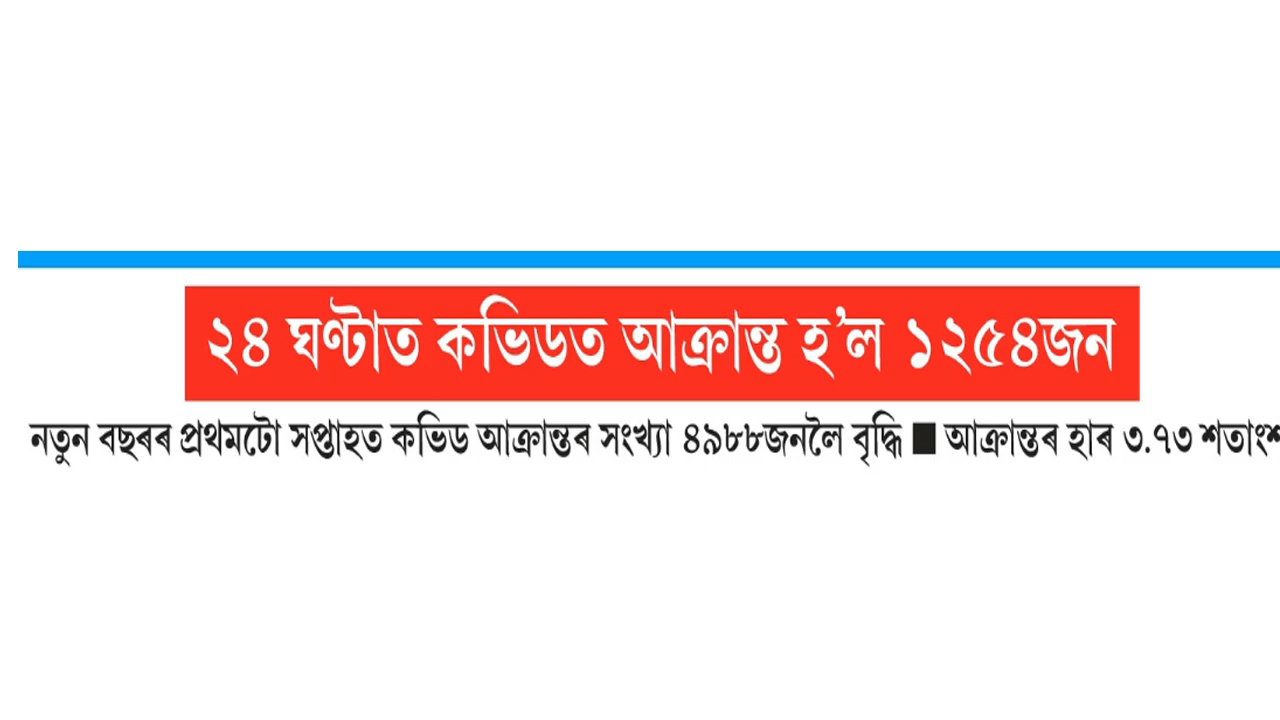 ২৪ ঘণ্টাত কভিডত আক্ৰান্ত হ'ল ১২৫৪জন
নতুন বছৰৰ প্ৰথমটো সপ্তাহত কভিড আক্ৰান্তৰ সংখ্যা ৪৯৮৮জনলৈ বৃদ্ধি ■ আক্ৰান্তৰ হাৰ ৩.৭৩ শতাংশ